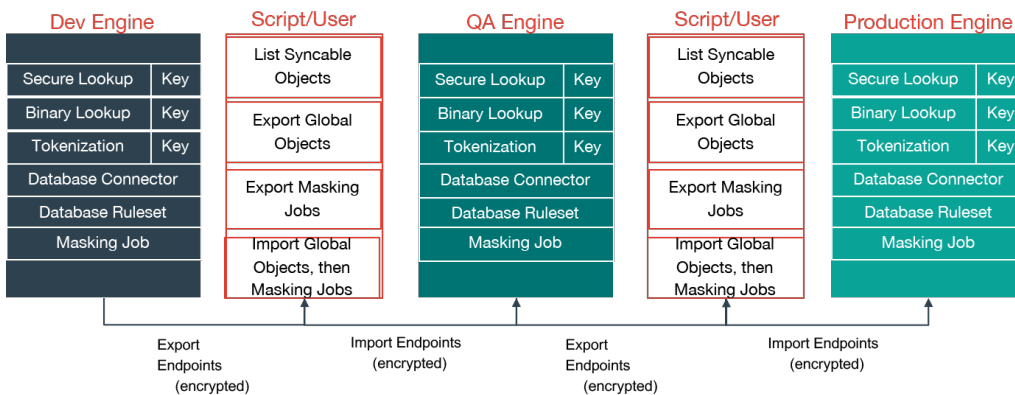 Dev Engine
Secure Lookup Key
Binary Lookup Key
Tokenization Key
Database Connector
Database Ruleset
Masking Job
Script/User
List Syncable
Objects
Export Global
Objects
Export Masking
Jobs
Import Global
Objects, then
Masking Jobs
QA Engine
Secure Lookup Key
Binary Lookup Key
Tokenization Key
Database Connector
Database Ruleset
Masking Job
Script/User
List Syncable
Objects
Export Global
Objects
Export Masking
Jobs
Import Global
Objects, then
Masking Jobs
Production Engine
Secure Lookup Key
Binary Lookup Key
Tokenization Key
Database Connector
Database Ruleset
Masking Job
Export
Endpoints
(encrypted)
Import Endpoints
(encrypted)
Export
Endpoints
(encrypted)
Import Endpoints
(encrypted)